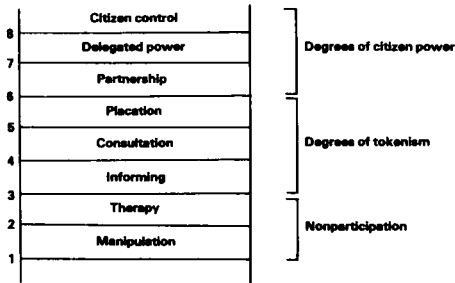 Citizen control
8
Delegated power
Degrees of citizen power
7
Partnership
6
Placation
5
Consultation
Degrees of tokenism
4
Informing
3
Therapy
2
Nonparticipation
Manipulation
1